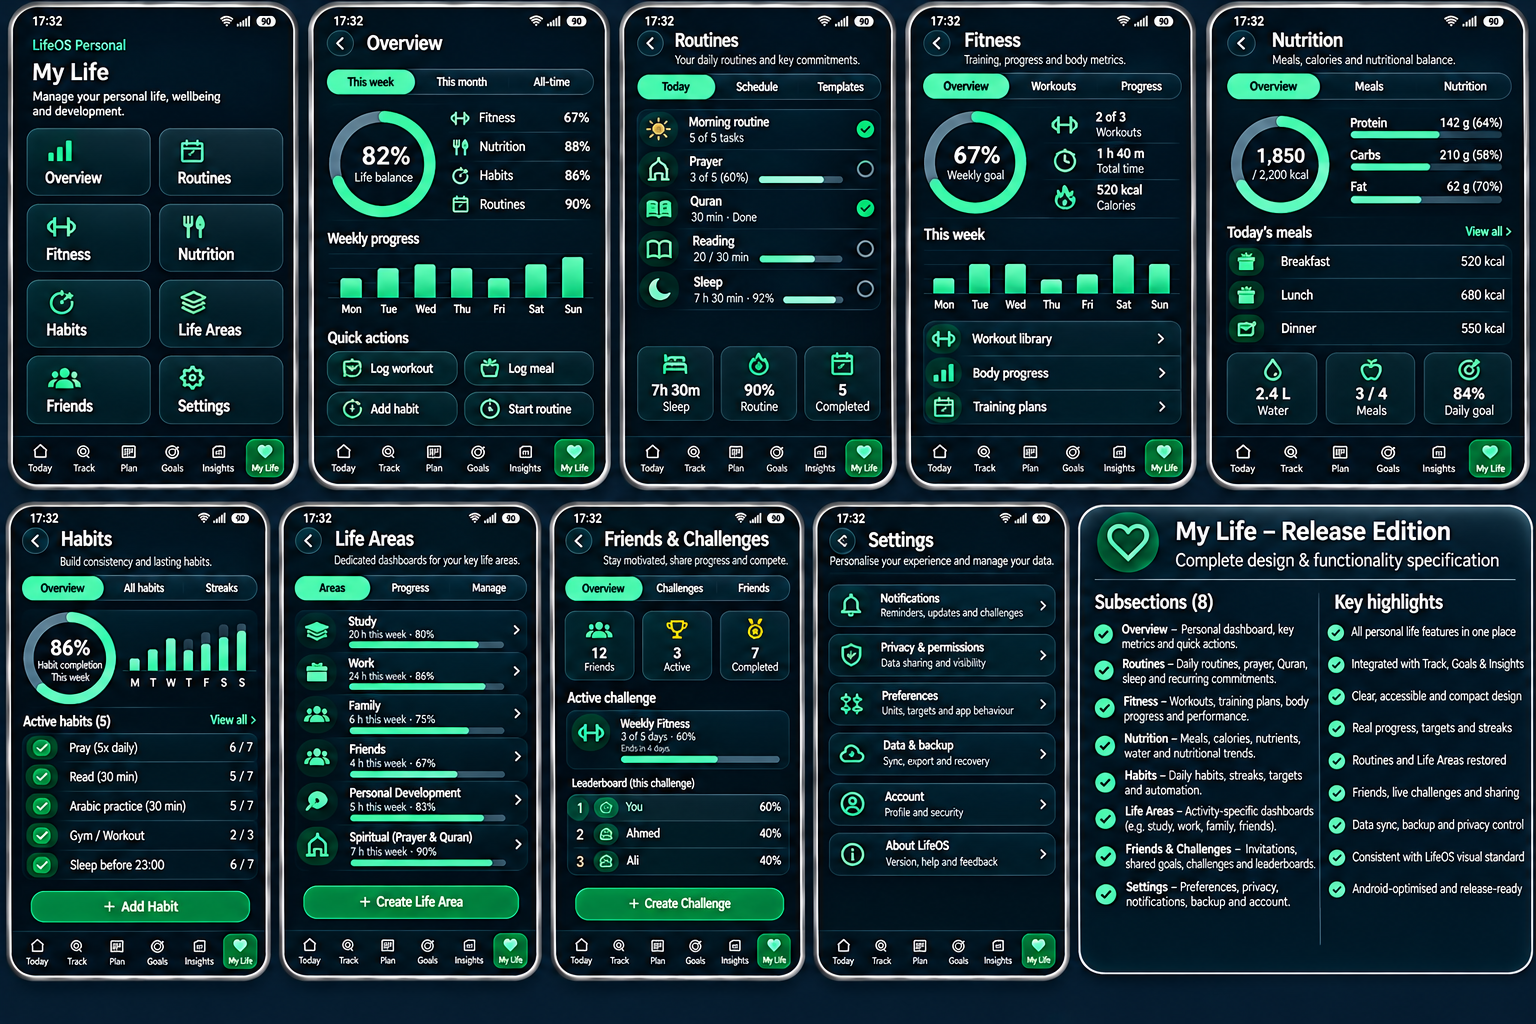 17:32
90
LifeOS Personal
My Life
Manage your personal life, wellbeing
and development.
Overview
Routines
Fitness
Nutrition
Habits
Life Areas
Friends
Settings
Today
Track
Plan
Goals
Insights
My Life
17:32
90
Overview
This week
This month
All-time
82%
Life balance
Fitness 67%
Nutrition 88%
Habits 86%
Routines 90%
Weekly progress
Mon Tue Wed Thu Fri Sat Sun
Quick actions
Log workout
Log meal
Add habit
Start routine
Today
Track
Plan
Goals
Insights
My Life
17:32
90
Routines
Your daily routines and key commitments.
Today
Schedule
Templates
Morning routine
5 of 5 tasks
Prayer
3 of 5 (60%)
Quran
30 min · Done
Reading
20 / 30 min
Sleep
7 h 30 min · 92%
7h 30m
Sleep
90%
Routine
5
Completed
Today
Track
Plan
Goals
Insights
My Life
17:32
90
Fitness
Training, progress and body metrics.
Overview
Workouts
Progress
67%
Weekly goal
2 of 3
Workouts
1 h 40 m
Total time
520 kcal
Calories
This week
Mon Tue Wed Thu Fri Sat Sun
Workout library
Body progress
Training plans
Today
Track
Plan
Goals
Insights
My Life
17:32
90
Nutrition
Meals, calories and nutritional balance.
Overview
Meals
Nutrition
1,850
/ 2,200 kcal
Protein 142 g (64%)
Carbs 210 g (58%)
Fat 62 g (70%)
Today's meals
View all >
Breakfast 520 kcal
Lunch 680 kcal
Dinner 550 kcal
2.4 L
Water
3 / 4
Meals
84%
Daily goal
Today
Track
Plan
Goals
Insights
My Life
17:32
90
Habits
Build consistency and lasting habits.
Overview
All habits
Streaks
86%
Habit completion
This week
M T W T F S S
Active habits (5)
View all >
Pray (5x daily) 6 / 7
Read (30 min) 5 / 7
Arabic practice (30 min) 5 / 7
Gym / Workout 2 / 3
Sleep before 23:00 6 / 7
+ Add Habit
Today
Track
Plan
Goals
Insights
My Life
17:32
90
Life Areas
Dedicated dashboards for your key life areas.
Areas
Progress
Manage
Study
20 h this week · 80%
Work
24 h this week · 86%
Family
6 h this week · 75%
Friends
4 h this week · 67%
Personal Development
5 h this week · 83%
Spiritual (Prayer & Quran)
7 h this week · 90%
+ Create Life Area
Today
Track
Plan
Goals
Insights
My Life
17:32
90
Friends & Challenges
Stay motivated, share progress and compete.
Overview
Challenges
Friends
12
Friends
3
Active
7
Completed
Active challenge
Weekly Fitness
3 of 5 days · 60%
Ends in 4 days
Leaderboard (this challenge)
1 You 60%
2 Ahmed 40%
3 Ali 40%
+ Create Challenge
Today
Track
Plan
Goals
Insights
My Life
17:32
90
Settings
Personalise your experience and manage your data.
Notifications
Reminders, updates and challenges
Privacy & permissions
Data sharing and visibility
Preferences
Units, targets and app behaviour
Data & backup
Sync, export and recovery
Account
Profile and security
About LifeOS
Version, help and feedback
Today
Track
Plan
Goals
Insights
My Life
My Life – Release Edition
Complete design & functionality specification
Subsections (8)
Overview – Personal dashboard, key
metrics and quick actions.
Routines – Daily routines, prayer, Quran,
sleep and recurring commitments.
Fitness – Workouts, training plans, body
progress and performance.
Nutrition – Meals, calories, nutrients,
water and nutritional trends.
Habits – Daily habits, streaks, targets
and automation.
Life Areas – Activity-specific dashboards
(e.g. study, work, family, friends).
Friends & Challenges – Invitations,
shared goals, challenges and leaderboards.
Settings – Preferences, privacy,
notifications, backup and account.
Key highlights
All personal life features in one place
Integrated with Track, Goals & Insights
Clear, accessible and compact design
Real progress, targets and streaks
Routines and Life Areas restored
Friends, live challenges and sharing
Data sync, backup and privacy control
Consistent with LifeOS visual standard
Android-optimised and release-ready